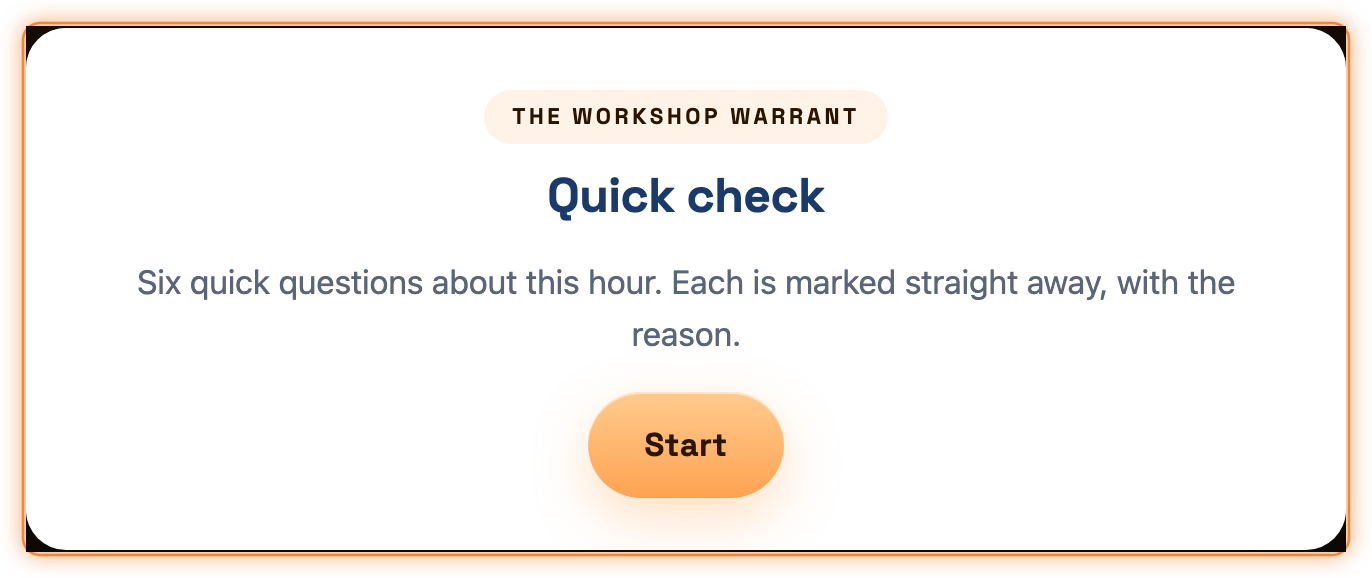 THE WORKSHOP WARRANT
Quick check
Six quick questions about this hour. Each is marked straight away, with the
reason.
Start